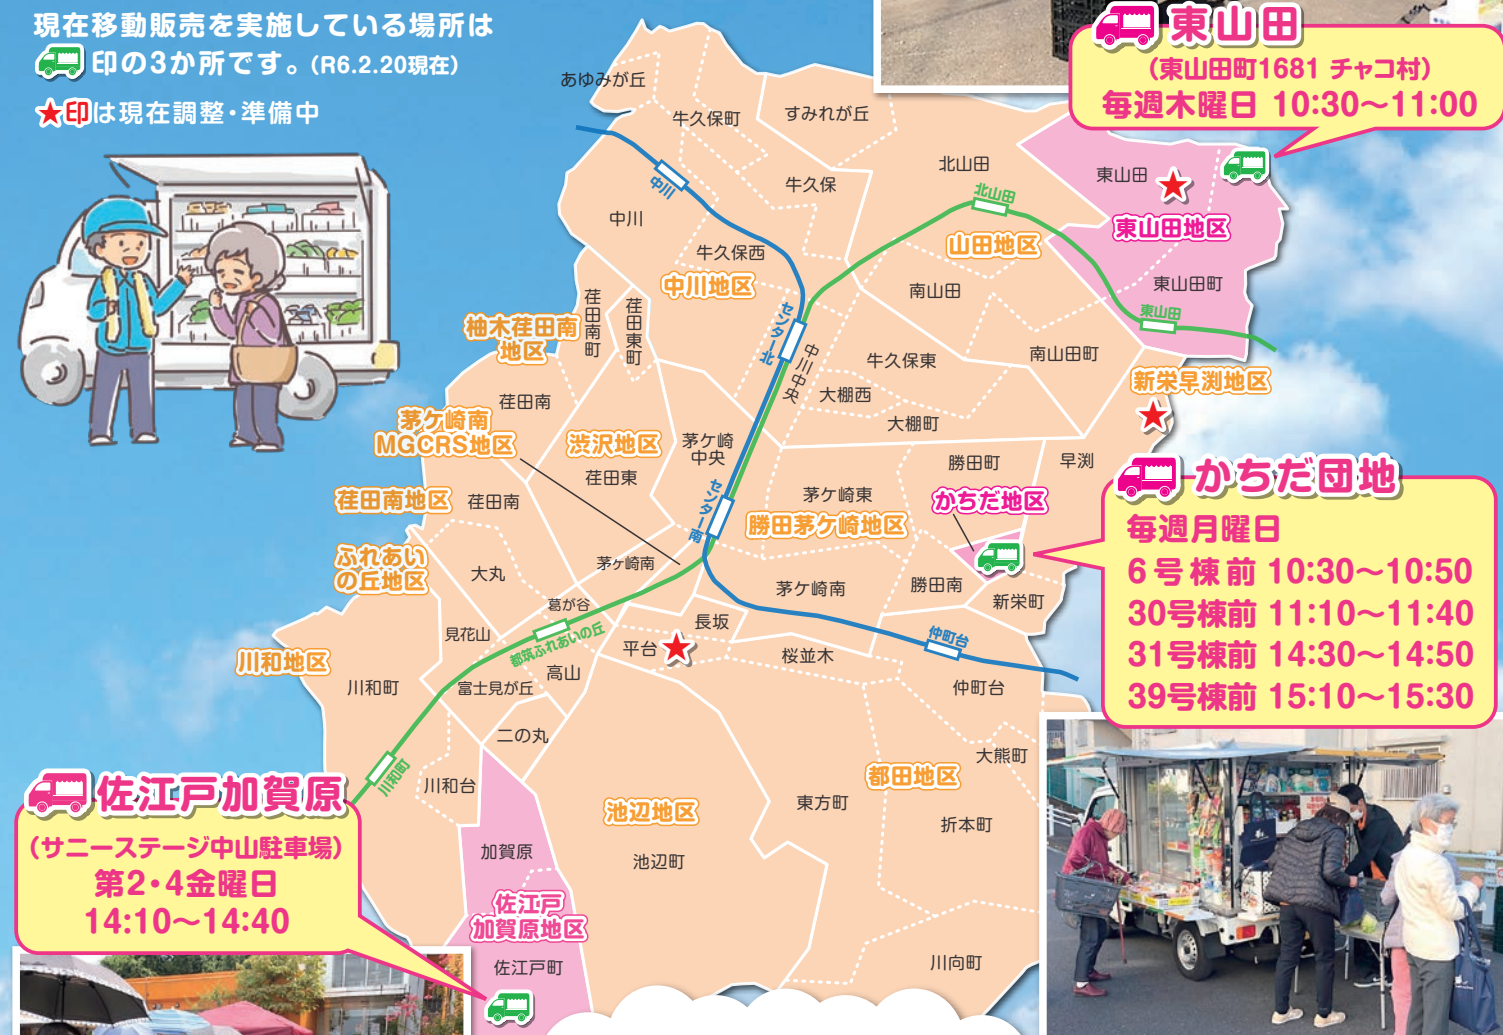 現在移動販売を実施している場所は
印の3か所です。(R6.2.20現在)
★印は現在調整・準備中
東山田
(東山田町1681 チャコ村)
毎週木曜日 10:30〜11:00
あゆみが丘
牛久保町
すみれが丘
北山田
東山田
★
中川
牛久保
北山田
東山田地区
中川
牛久保西
山田地区
中川地区
南山田
東山田町
荏田南町
荏田東町
センター北
東山田
柚木荏田南
地区
中川中央
牛久保東
南山田町
新栄早渕地区
★
大棚西
荏田南
大棚町
茅ケ崎南
MGCRS地区
渋沢地区
茅ケ崎
中央
勝田町
早渕
荏田東
荏田南地区
荏田南
センター南
茅ケ崎東
かちだ地区
勝田茅ケ崎地区
かちだ団地
毎週月曜日
6号棟前 10:30〜10:50
30号棟前 11:10〜11:40
31号棟前 14:30〜14:50
39号棟前 15:10〜15:30
ふれあい
の丘地区
大丸
茅ヶ崎南
茅ケ崎南
勝田南
新栄町
葛が谷
見花山
都筑ふれあいの丘
長坂
平台
★
桜並木
仲町台
川和地区
川和町
富士見が丘
高山
仲町台
二の丸
大熊町
川和町
川和台
池辺地区
都田地区
東方町
折本町
佐江戸加賀原
(サニーステージ中山駐車場)
第2・4金曜日
14:10〜14:40
加賀原
池辺町
佐江戸
加賀原地区
佐江戸町
川向町